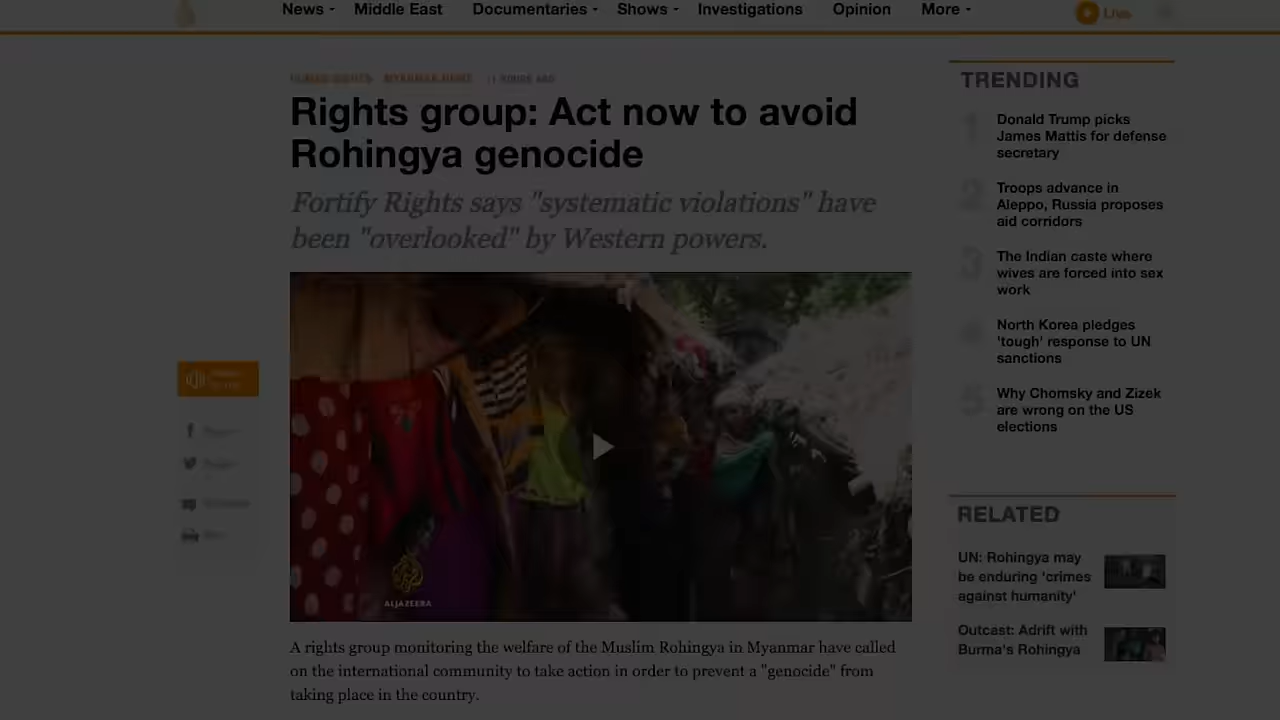 News
Middle East
Documentaries
Shows
Investigations
Opinion
More
Live
HUMAN RIGHTS MYANMAR NEWS HOURS AGO
Rights group: Act now to avoid
Rohingya genocide
Fortify Rights says "systematic violations" have
been "overlooked" by Western powers.
ALJAZEERA
A rights group monitoring the welfare of the Muslim Rohingya in Myanmar have called
on the international community to take action in order to prevent a "genocide" from
taking place in the country.
TRENDING
1
Donald Trump picks
James Mattis for defense
secretary
2
Troops advance in
Aleppo, Russia proposes
aid corridors
3
The Indian caste where
wives are forced into sex
work
4
North Korea pledges
'tough' response to UN
sanctions
5
Why Chomsky and Zizek
are wrong on the US
elections
RELATED
UN: Rohingya may
be enduring 'crimes
against humanity'
Outcast: Adrift with
Burma's Rohingya